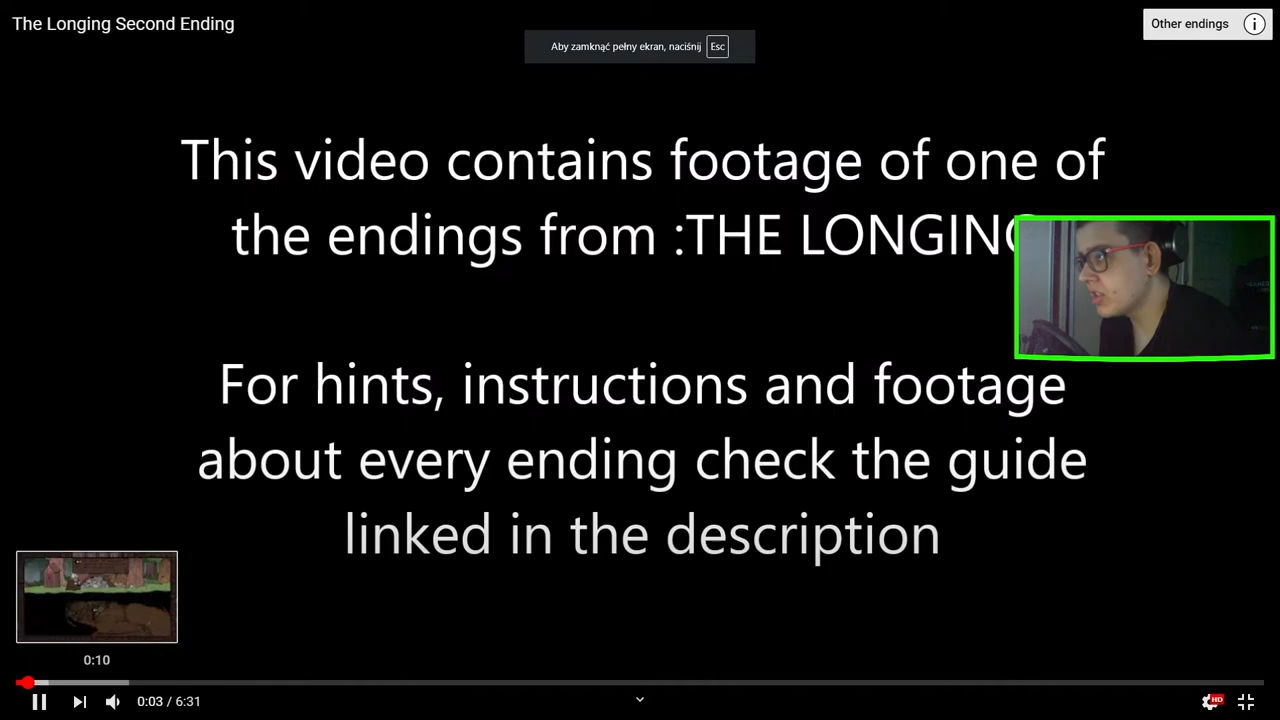 The Longing Second Ending
Other endings
Aby zamknąć pełny ekran, naciśnij Esc
This video contains footage of one of
the endings from :THE LONGING
For hints, instructions and footage
about every ending check the guide
linked in the description
0:10
0:03 / 6:31
HD